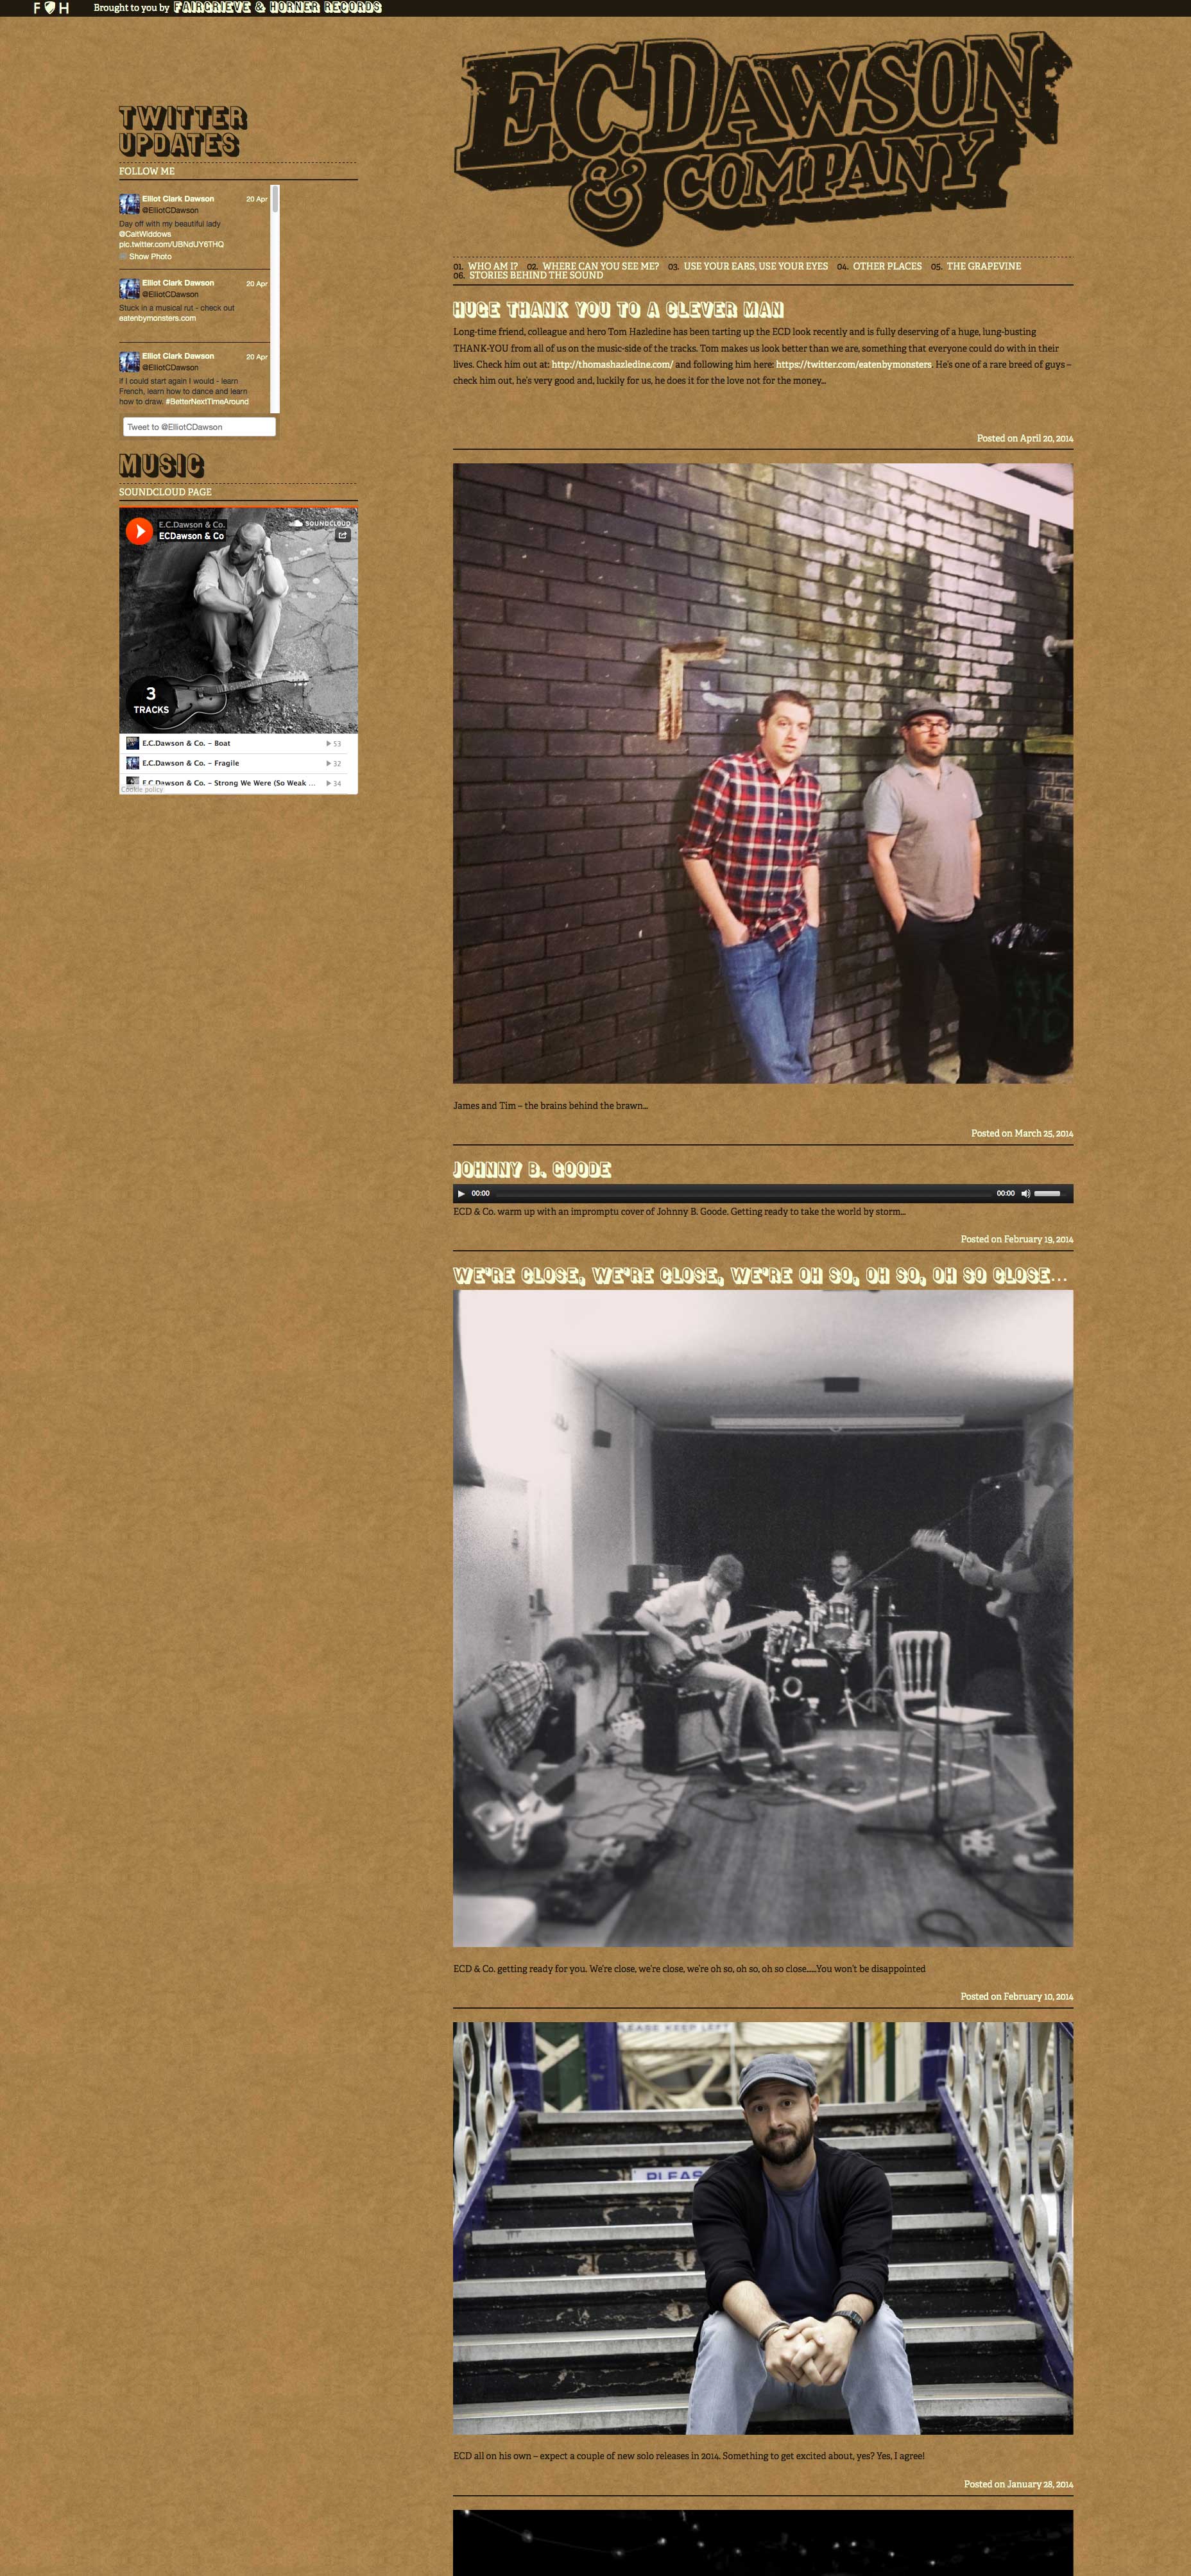 F H Brought to you by FAIRGRIEVE & HORNER RECORDS
E.C. DAWSON
& COMPANY
TWITTER
UPDATES
FOLLOW ME
Elliot Clark Dawson 20 Apr
@ElliotCDawson
Day off with my beautiful lady
@CaitWiddows
pic.twitter.com/UBNdUY6THQ
Show Photo
Elliot Clark Dawson 20 Apr
@ElliotCDawson
Stuck in a musical rut - check out
eatenbymonsters.com
Elliot Clark Dawson 20 Apr
@ElliotCDawson
If I could start again I would - learn
French, learn how to dance and learn
how to draw. #BetterNextTimeAround
Tweet to @ElliotCDawson
MUSIC
SOUNDCLOUD PAGE
E.C.Dawson & Co.
ECDawson & Co
SOUNDCLOUD
3
TRACKS
E.C.Dawson & Co. - Boat 53
E.C.Dawson & Co. - Fragile 32
E.C.Dawson & Co. - Strong We Were (So Weak ... 34
Cookie policy
01. WHO AM I? 02. WHERE CAN YOU SEE ME? 03. USE YOUR EARS, USE YOUR EYES 04. OTHER PLACES 05. THE GRAPEVINE
06. STORIES BEHIND THE SOUND
HUGE THANK YOU TO A CLEVER MAN
Long-time friend, colleague and hero Tom Hazledine has been tarting up the ECD look recently and is fully deserving of a huge, lung-busting
THANK-YOU from all of us on the music-side of the tracks. Tom makes us look better than we are, something that everyone could do with in their
lives. Check him out at: http://thomashazledine.com/ and following him here: https://twitter.com/eatenbymonsters. He's one of a rare breed of guys –
check him out, he's very good and, luckily for us, he does it for the love not for the money...
Posted on April 20, 2014
James and Tim – the brains behind the brawn...
Posted on March 25, 2014
JOHNNY B. GOODE
00:00 00:00
ECD & Co. warm up with an impromptu cover of Johnny B. Goode. Getting ready to take the world by storm...
Posted on February 19, 2014
WE'RE CLOSE, WE'RE CLOSE, WE'RE OH SO, OH SO, OH SO CLOSE...
ECD & Co. getting ready for you. We're close, we're close, we're oh so, oh so, oh so close......You won't be disappointed
Posted on February 10, 2014
PLEASE KEEP LEFT
PLEAS
ECD all on his own – expect a couple of new solo releases in 2014. Something to get excited about, yes? Yes, I agree!
Posted on January 28, 2014